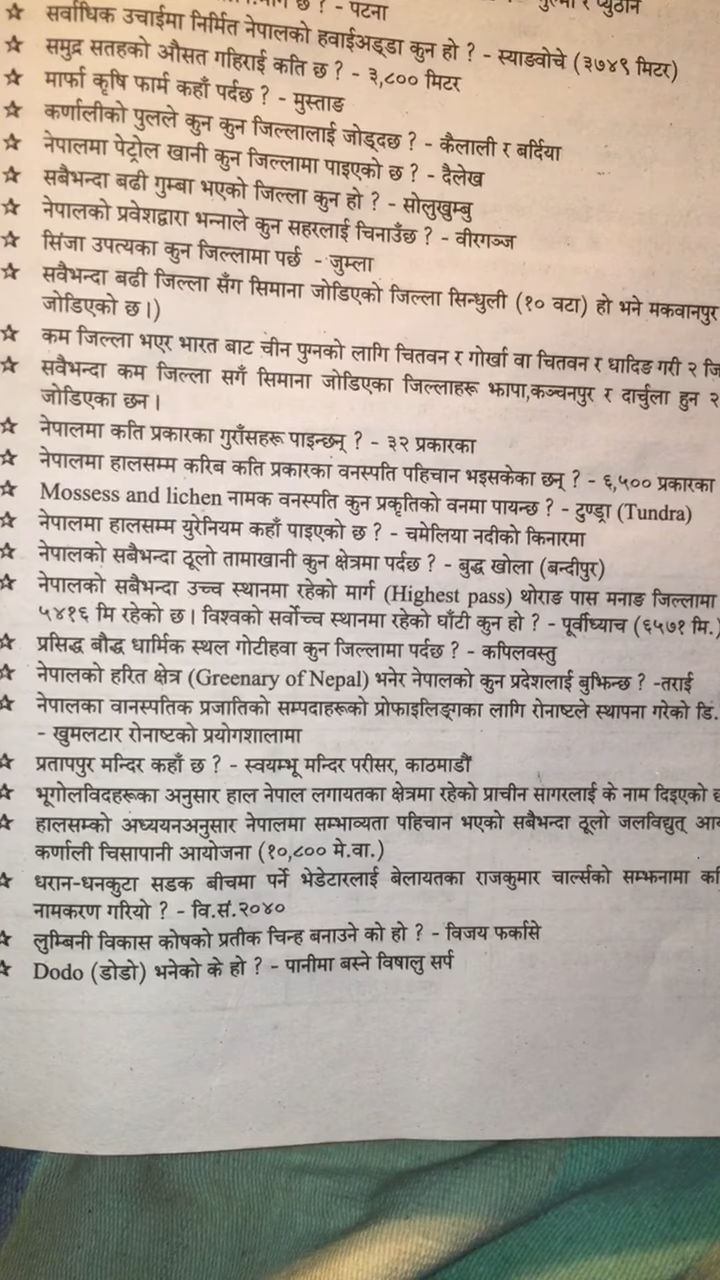 छ ? - पटना
☆ सर्वाधिक उचाईमा निर्मित नेपालको हवाईअड्डा कुन हो ? - स्याङवोचे (३७४९ मिटर)
☆ समुद्र सतहको औसत गहिराई कति छ ? - ३,८०० मिटर
☆ मार्फा कृषि फार्म कहाँ पर्दछ ? - मुस्ताङ
☆ कर्णालीको पुलले कुन कुन जिल्लालाई जोड्दछ ? - कैलाली र बर्दिया
☆ नेपालमा पेट्रोल खानी कुन जिल्लामा पाइएको छ ? - दैलेख
☆ सबैभन्दा बढी गुम्बा भएको जिल्ला कुन हो ? - सोलुखुम्बु
☆ नेपालको प्रवेशद्वारा भन्नाले कुन सहरलाई चिनाउँछ ? - वीरगञ्ज
☆ सिंजा उपत्यका कुन जिल्लामा पर्छ - जुम्ला
☆ सवैभन्दा बढी जिल्ला सँग सिमाना जोडिएको जिल्ला सिन्धुली (१० वटा) हो भने मकवानपुर
जोडिएको छ।)
☆ कम जिल्ला भएर भारत बाट चीन पुग्नको लागि चितवन र गोर्खा वा चितवन र धादिङ गरी २
☆ सवैभन्दा कम जिल्ला सगँ सिमाना जोडिएका जिल्लाहरू झापा,कञ्चनपुर र दार्चुला हुन २
जोडिएका छन।
☆ नेपालमा कति प्रकारका गुराँसहरू पाइन्छन् ? - ३२ प्रकारका
☆ नेपालमा हालसम्म करिब कति प्रकारका वनस्पति पहिचान भइसकेका छन् ? - ६,५०० प्रकारका
☆ Mossess and lichen नामक वनस्पति कुन प्रकृतिको वनमा पायन्छ ? - टुण्ड्रा (Tundra)
☆ नेपालमा हालसम्म युरेनियम कहाँ पाइएको छ ? - चमेलिया नदीको किनारमा
☆ नेपालको सबैभन्दा ठूलो तामाखानी कुन क्षेत्रमा पर्दछ ? - बुद्ध खोला (बन्दीपुर)
☆ नेपालको सबैभन्दा उच्च स्थानमा रहेको मार्ग (Highest pass) थोराङ पास मनाङ जिल्लामा
५४१६ मि रहेको छ। विश्वको सर्वोच्च स्थानमा रहेको घाँटी कुन हो ? - पूर्वीघ्याच (६५७१ मि.)
☆ प्रसिद्ध बौद्ध धार्मिक स्थल गोटीहवा कुन जिल्लामा पर्दछ ? - कपिलवस्तु
☆ नेपालको हरित क्षेत्र (Greenary of Nepal) भनेर नेपालको कुन प्रदेशलाई बुझिन्छ ? -तराई
☆ नेपालका वानस्पतिक प्रजातिको सम्पदाहरूको प्रोफाइलिङ्गका लागि रोनाष्टले स्थापना गरेको डि.
- खुमलटार रोनाष्टको प्रयोगशालामा
☆ प्रतापपुर मन्दिर कहाँ छ ? - स्वयम्भू मन्दिर परीसर, काठमाडौं
☆ भूगोलविदहरूका अनुसार हाल नेपाल लगायतका क्षेत्रमा रहेको प्राचीन सागरलाई के नाम दिइएको
☆ हालसम्को अध्ययनअनुसार नेपालमा सम्भाव्यता पहिचान भएको सबैभन्दा ठूलो जलविद्युत्
कर्णाली चिसापानी आयोजना (१०,८०० मे.वा.)
☆ धरान-धनकुटा सडक बीचमा पर्ने भेडेटारलाई बेलायतका राजकुमार चार्ल्सको सम्झनामा
नामकरण गरियो ? - वि.सं.२०४०
☆ लुम्बिनी विकास कोषको प्रतीक चिन्ह बनाउने को हो ? - विजय फर्कासे
☆ Dodo (डोडो) भनेको के हो ? - पानीमा बस्ने विषालु सर्प